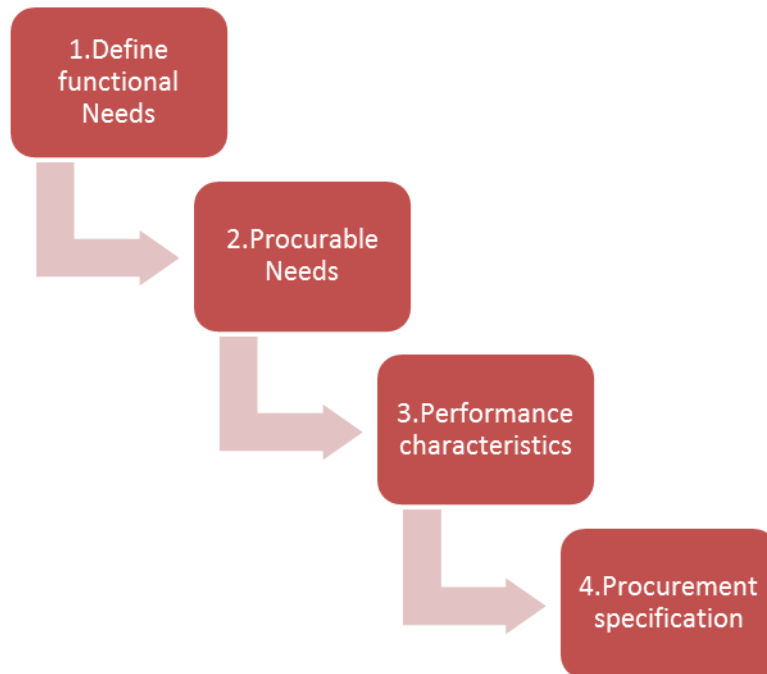 1.Define
functional
Needs
2.Procurable
Needs
3.Performance
characteristics
4.Procurement
specification